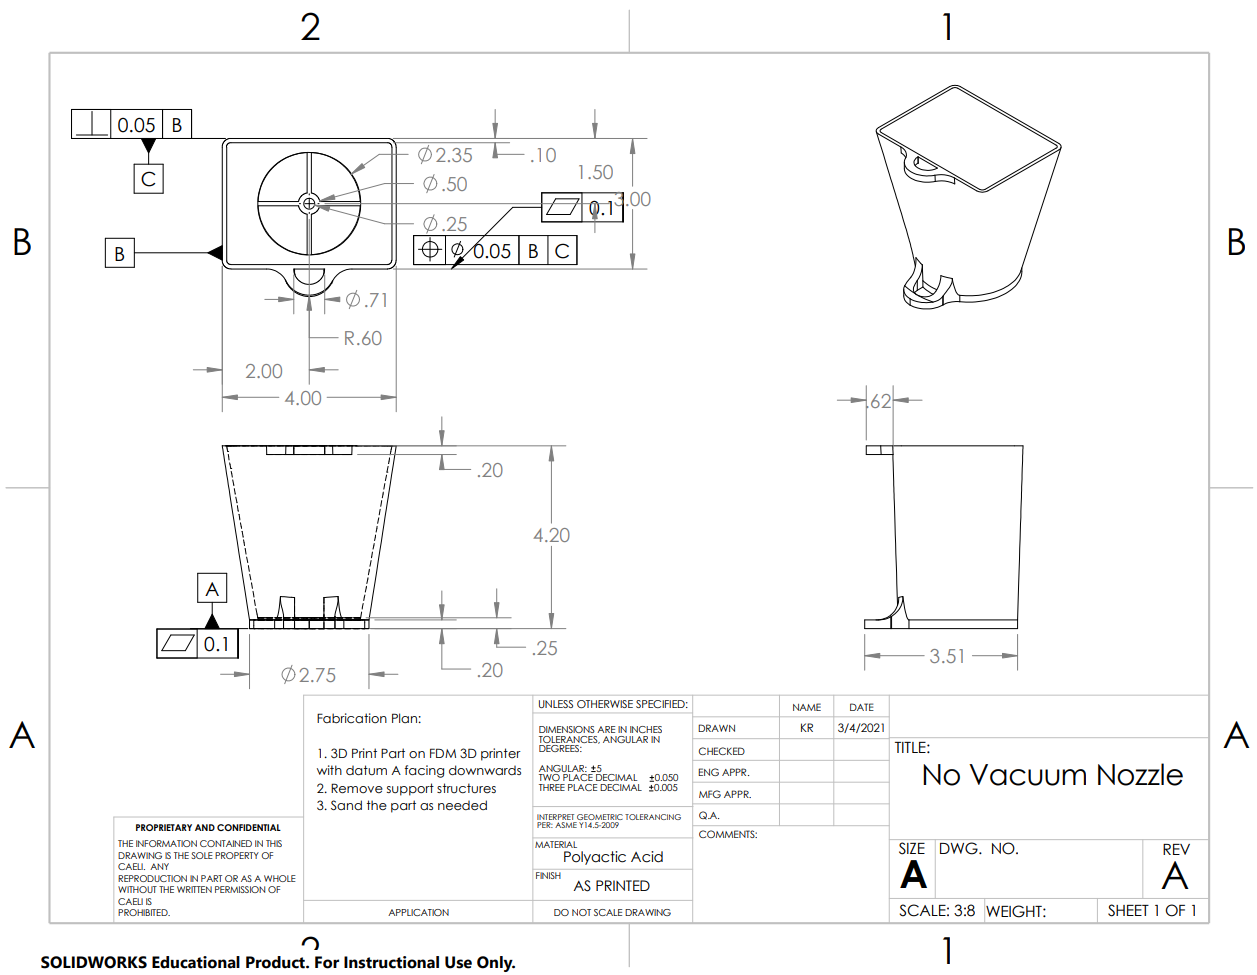 2 1
⊥ 0.05 B
C
B
B
B
∅2.35
.10
∅.50
1.50
3.00
∅.25
▱ 0.1
⌖ ∅ 0.05 B C
∅.71
R.60
2.00
4.00
.62
.20
4.20
A
▱ 0.1
∅2.75
.25
.20
3.51
A
A
Fabrication Plan:
1. 3D Print Part on FDM 3D printer
with datum A facing downwards
2. Remove support structures
3. Sand the part as needed
PROPRIETARY AND CONFIDENTIAL
THE INFORMATION CONTAINED IN THIS
DRAWING IS THE SOLE PROPERTY OF
CAELI. ANY
REPRODUCTION IN PART OR AS A WHOLE
WITHOUT THE WRITTEN PERMISSION OF
CAELI IS
PROHIBITED.
APPLICATION
UNLESS OTHERWISE SPECIFIED:
DIMENSIONS ARE IN INCHES
TOLERANCES, ANGULAR IN
DEGREES:
ANGULAR: ±5
TWO PLACE DECIMAL ±0.050
THREE PLACE DECIMAL ±0.005
INTERPRET GEOMETRIC TOLERANCING
PER: ASME Y14.5-2009
MATERIAL
Polyactic Acid
FINISH
AS PRINTED
DO NOT SCALE DRAWING
NAME DATE
DRAWN KR 3/4/2021
CHECKED
ENG APPR.
MFG APPR.
Q.A.
COMMENTS:
TITLE:
No Vacuum Nozzle
SIZE DWG. NO. REV
A A
SCALE: 3:8 WEIGHT: SHEET 1 OF 1
2 1
SOLIDWORKS Educational Product. For Instructional Use Only.